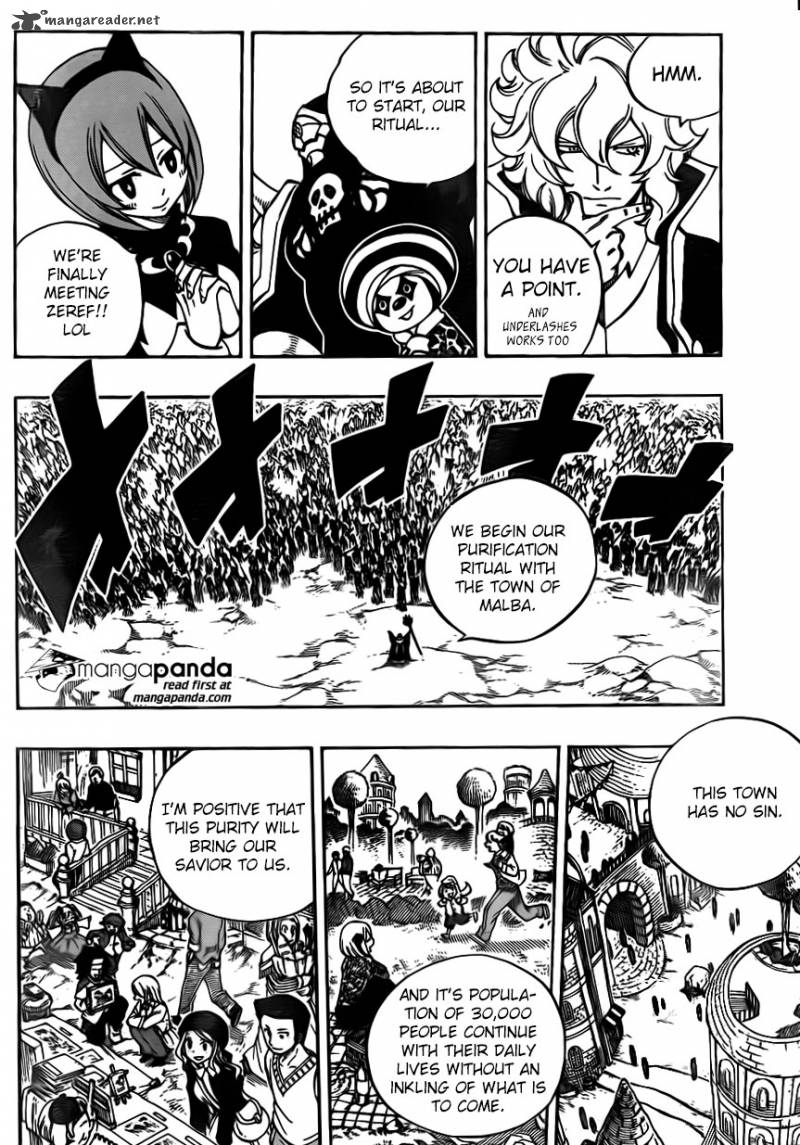 mangareader.net
HMM.
YOU HAVE
A POINT.
AND
UNDERLASHES
WORKS TOO
SO IT'S ABOUT
TO START, OUR
RITUAL...
WE'RE
FINALLY
MEETING
ZEREF!!
LOL
WE BEGIN OUR
PURIFICATION
RITUAL WITH
THE TOWN OF
MALBA.
mangapanda
read first at
mangapanda.com
THIS TOWN
HAS NO SIN.
AND IT'S POPULA-
TION OF 30,000
PEOPLE CONTINUE
WITH THEIR DAILY
LIVES WITHOUT AN
INKLING OF WHAT IS
TO COME.
I'M POSITIVE THAT
THIS PURITY WILL
BRING OUR
SAVIOR TO US.